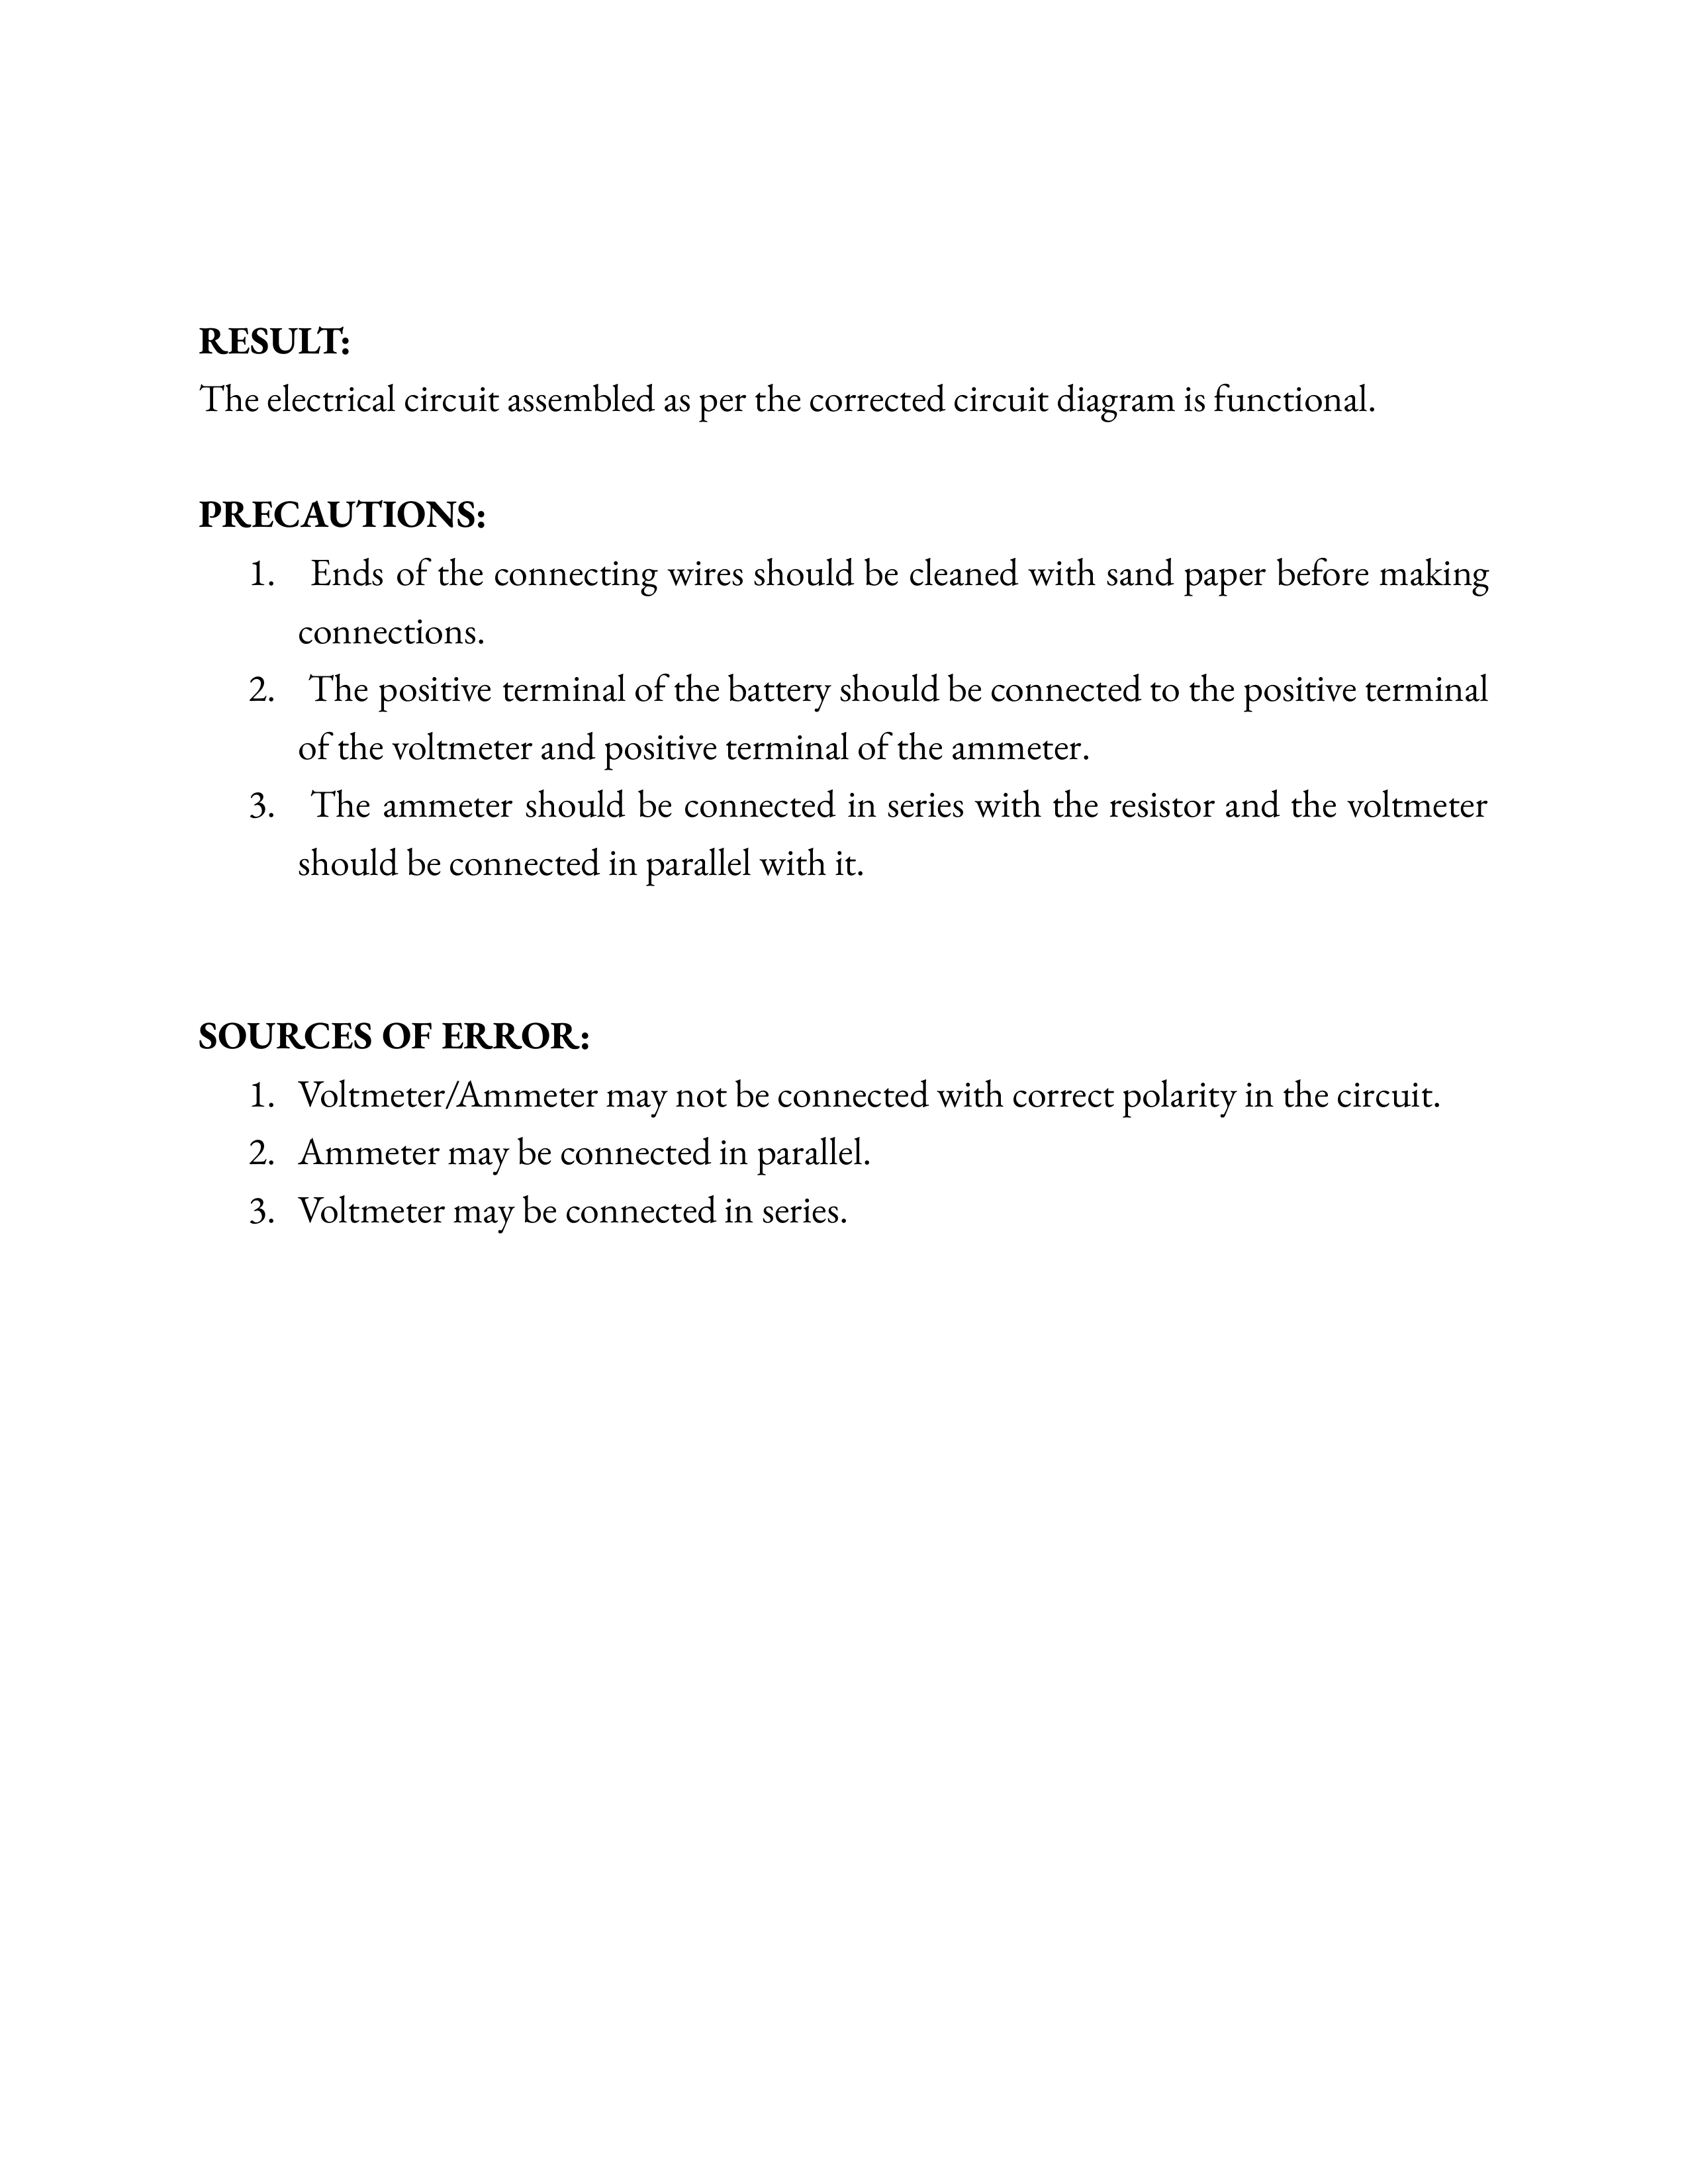 RESULT:
The electrical circuit assembled as per the corrected circuit diagram is functional.
PRECAUTIONS:
1. Ends of the connecting wires should be cleaned with sand paper before making
connections.
2. The positive terminal of the battery should be connected to the positive terminal
of the voltmeter and positive terminal of the ammeter.
3. The ammeter should be connected in series with the resistor and the voltmeter
should be connected in parallel with it.
SOURCES OF ERROR:
1. Voltmeter/Ammeter may not be connected with correct polarity in the circuit.
2. Ammeter may be connected in parallel.
3. Voltmeter may be connected in series.